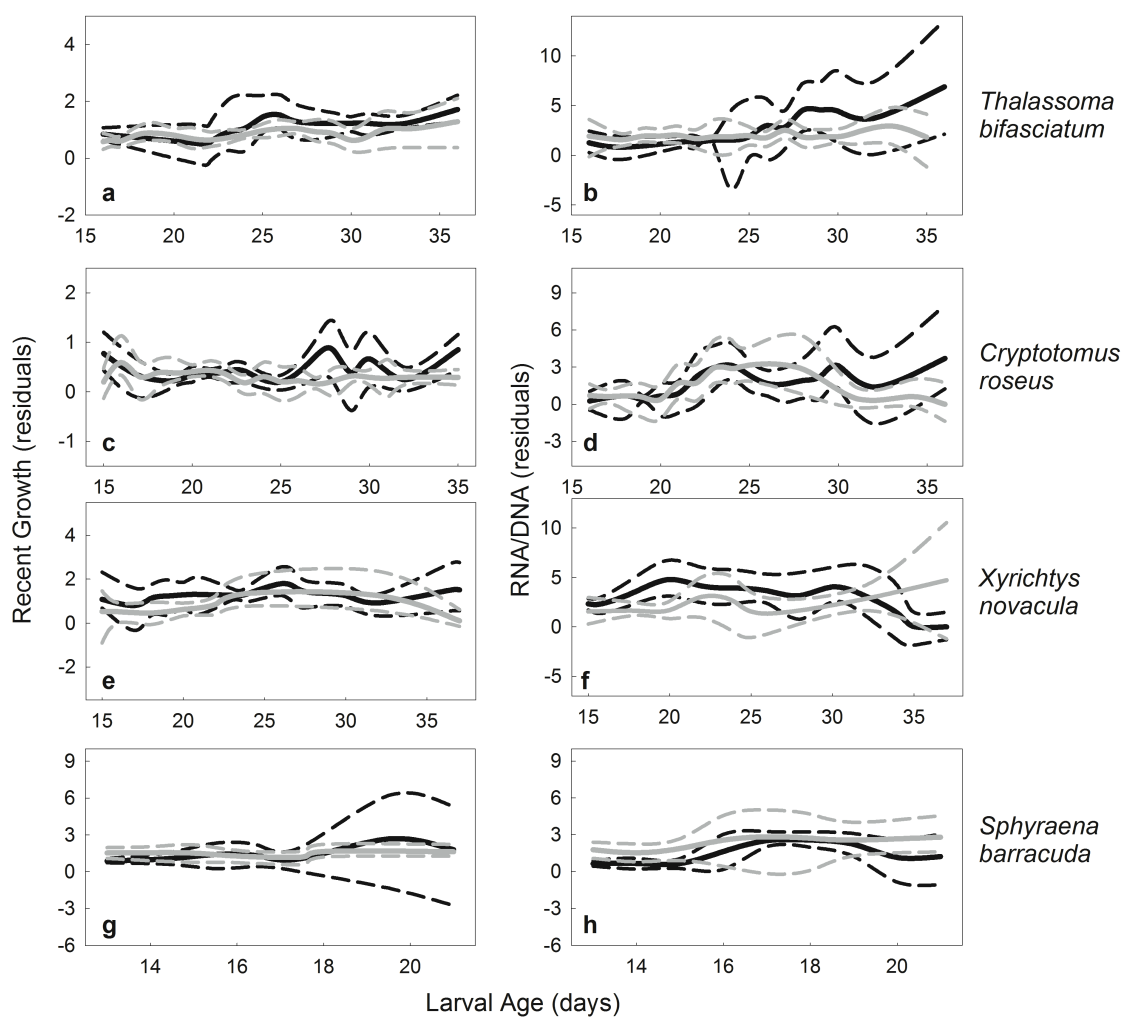 4
2
0
-2
a
15 20 25 30 35
10
5
0
-5
b
15 20 25 30 35
Thalassoma
bifasciatum
2
1
0
-1
c
15 20 25 30 35
9
6
3
0
-3
d
15 20 25 30 35
Cryptotomus
roseus
Recent Growth (residuals)
RNA/DNA (residuals)
4
2
0
-2
e
15 20 25 30 35
10
5
0
-5
f
15 20 25 30 35
Xyrichtys
novacula
9
6
3
0
-3
-6
g
14 16 18 20
9
6
3
0
-3
-6
h
14 16 18 20
Sphyraena
barracuda
Larval Age (days)